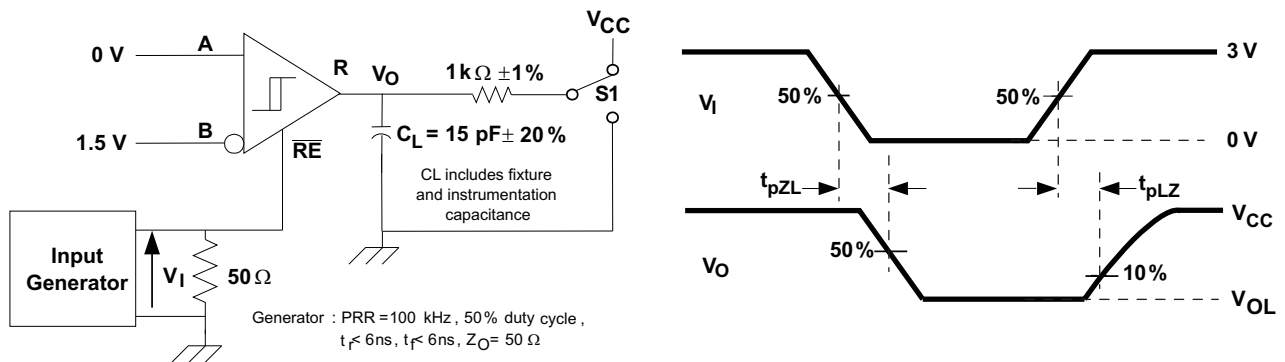 0 V
A
R
V_O
1 k Ω ±1%
V_CC
S1
1.5 V
B
R̅E̅
C_L = 15 pF ± 20%
CL includes fixture
and instrumentation
capacitance
Input
Generator
V_I
50 Ω
Generator : PRR = 100 kHz , 50% duty cycle ,
t_r < 6ns, t_f < 6ns, Z_O = 50 Ω
3 V
V_I
50%
50%
0 V
t_pZL
t_pLZ
V_CC
V_O
50%
10%
V_OL